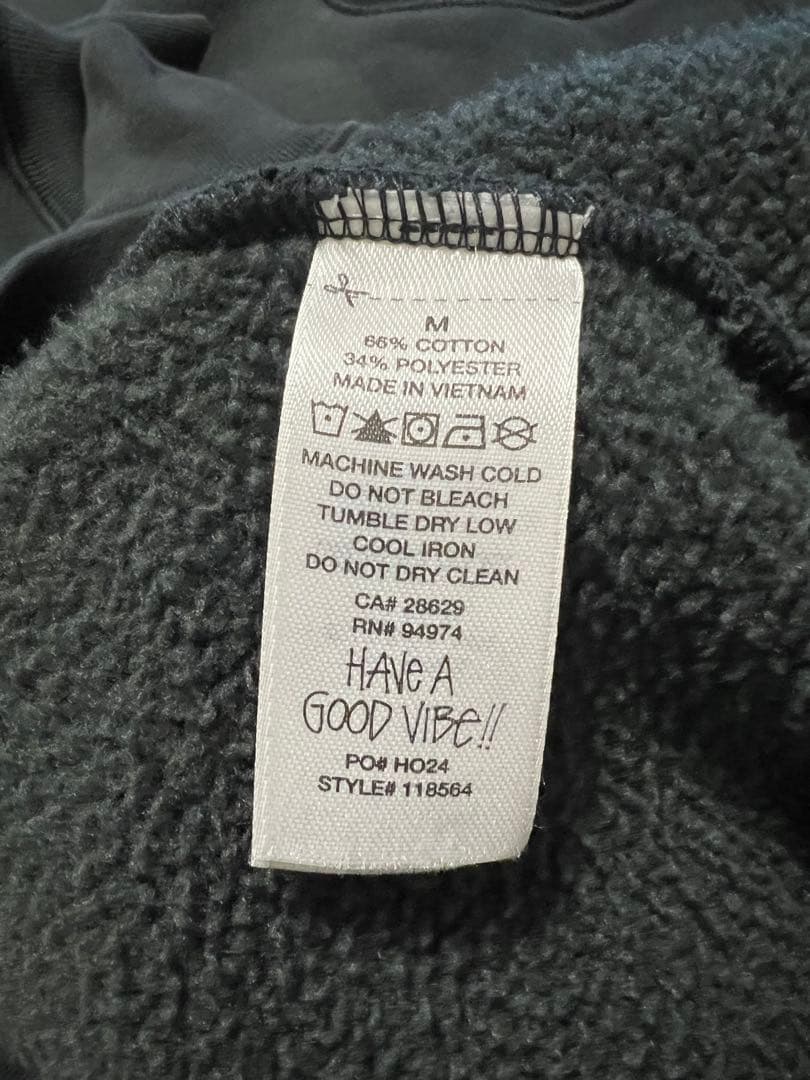 M
66% COTTON
34% POLYESTER
MADE IN VIETNAM
MACHINE WASH COLD
DO NOT BLEACH
TUMBLE DRY LOW
COOL IRON
DO NOT DRY CLEAN
CA# 28629
RN# 94974
HAVE A
GOOD VIBE!!
PO# HO24
STYLE# 118564